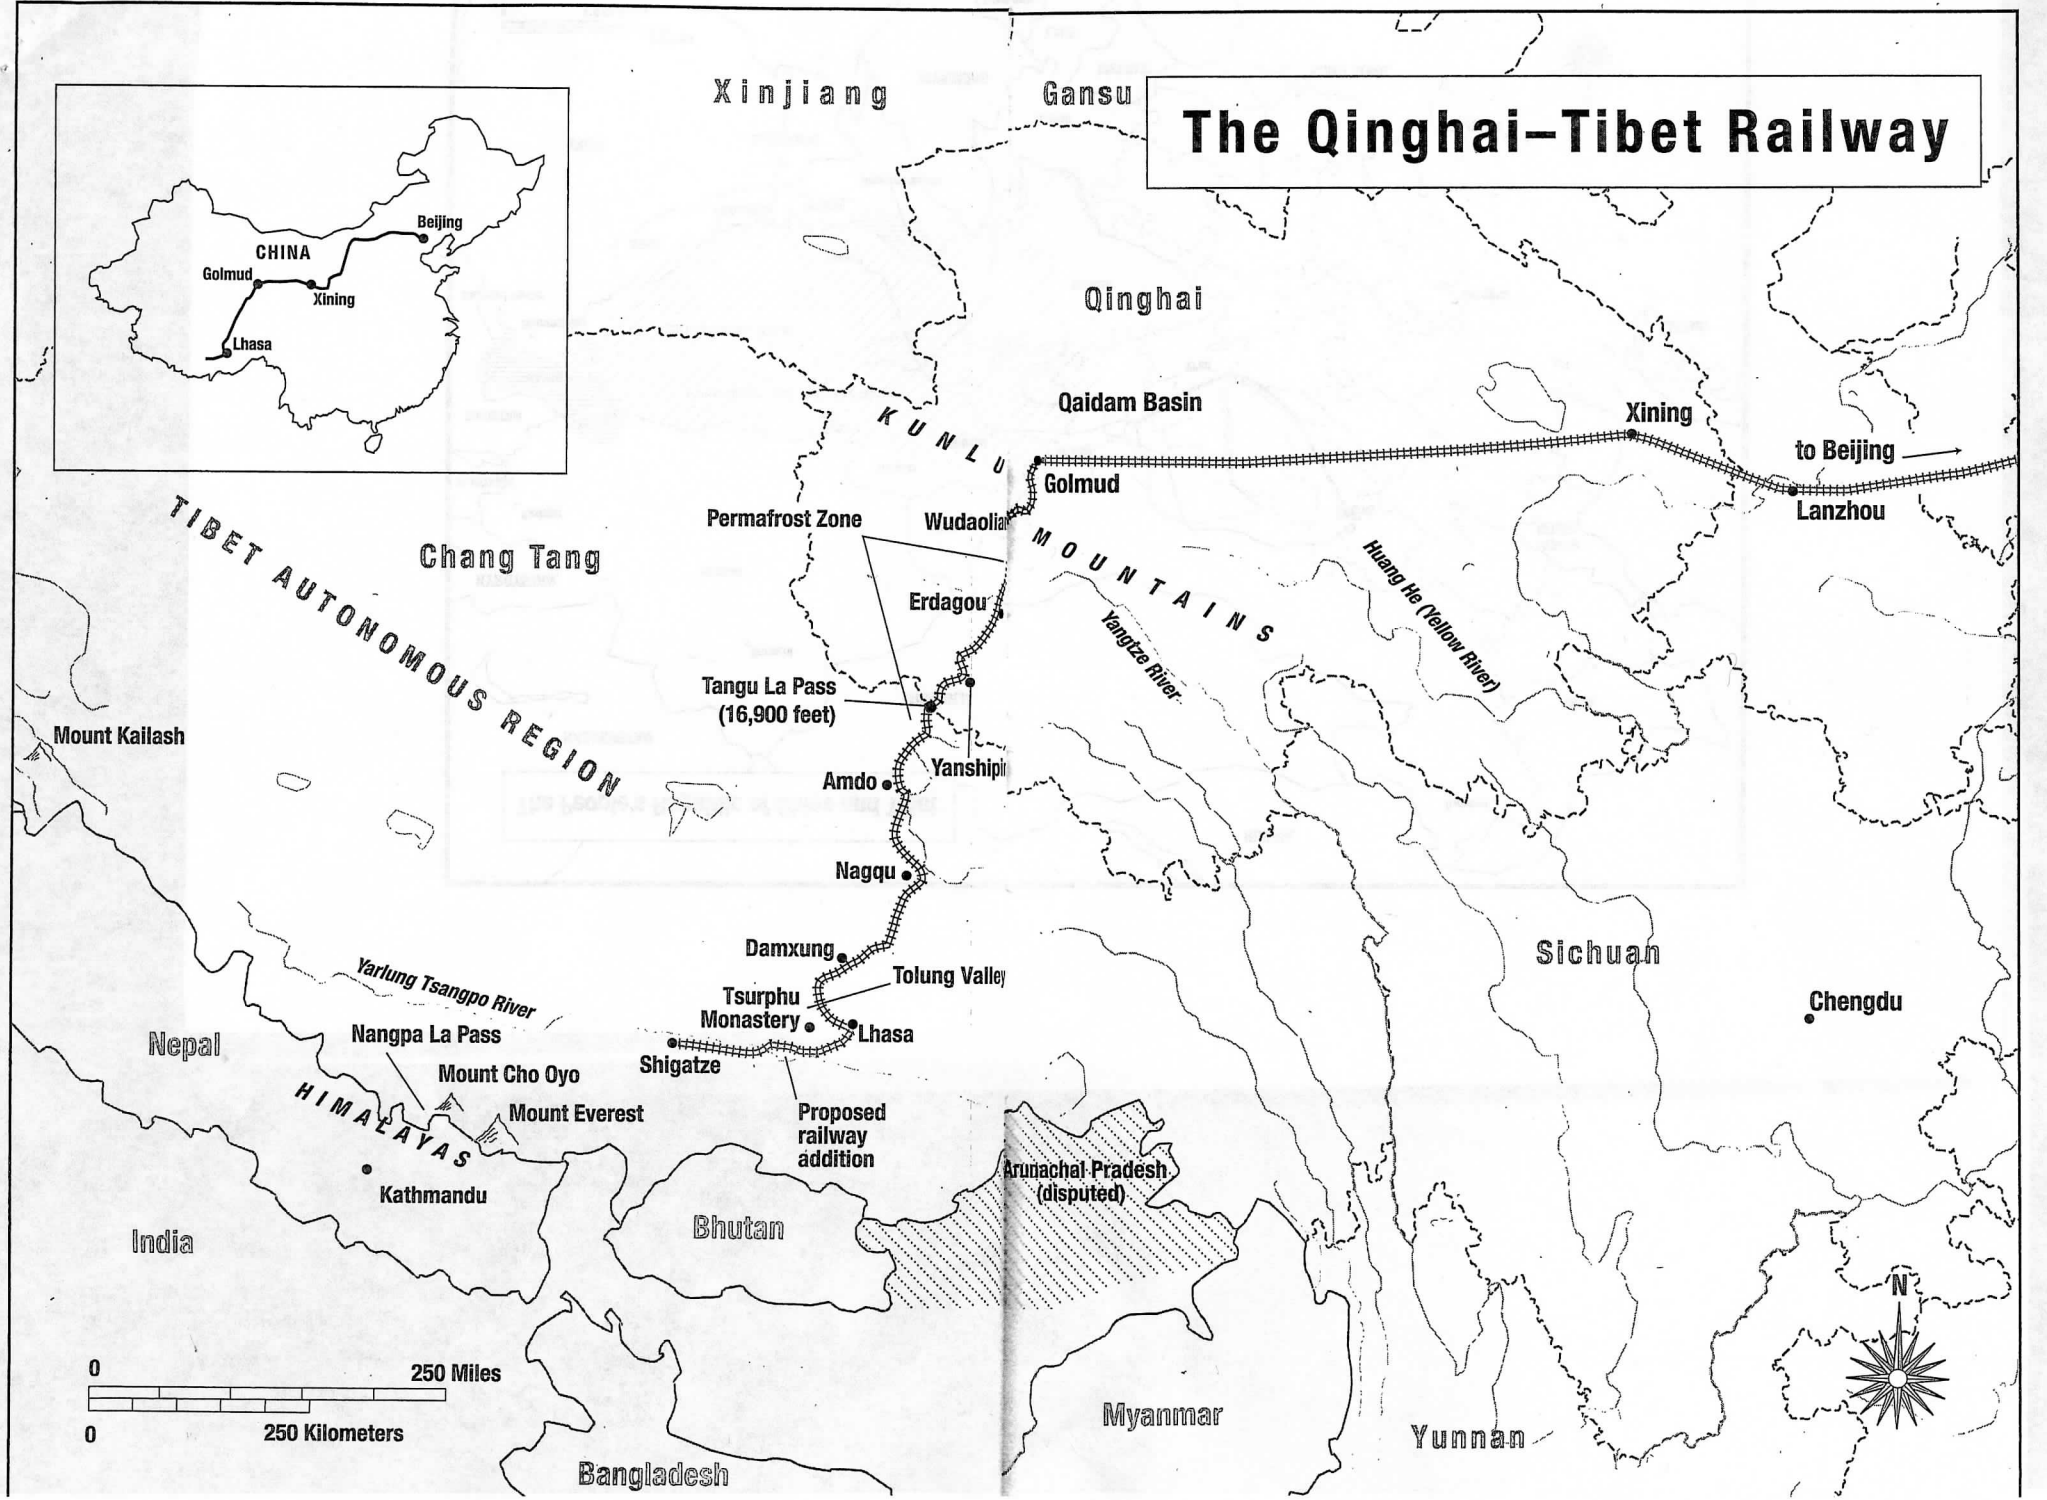 The Qinghai–Tibet Railway
Xinjiang
Gansu
Beijing
CHINA
Golmud
Xining
Lhasa
Qinghai
Qaidam Basin
Xining
to Beijing
KUNLU
Golmud
Lanzhou
TIBET AUTONOMOUS REGION
Chang Tang
Permafrost Zone
Wudaolia
MOUNTAINS
Huang He (Yellow River)
Erdagou
Yangtze River
Tangu La Pass
(16,900 feet)
Mount Kailash
Amdo
Yanshipi
Nagqu
Damxung
Sichuan
Yarlung Tsangpo River
Tolung Valley
Tsurphu
Monastery
Chengdu
Nepal
Nangpa La Pass
Lhasa
Shigatze
Mount Cho Oyo
HIMALAYAS
Mount Everest
Proposed
railway
addition
Kathmandu
Arunachal Pradesh
(disputed)
India
Bhutan
N
0
250 Miles
0
250 Kilometers
Myanmar
Yunnan
Bangladesh